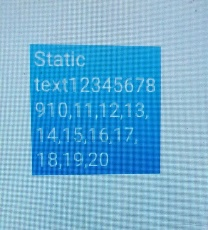 Static
text12345678
910,11,12,13,
14,15,16,17,
18,19,20